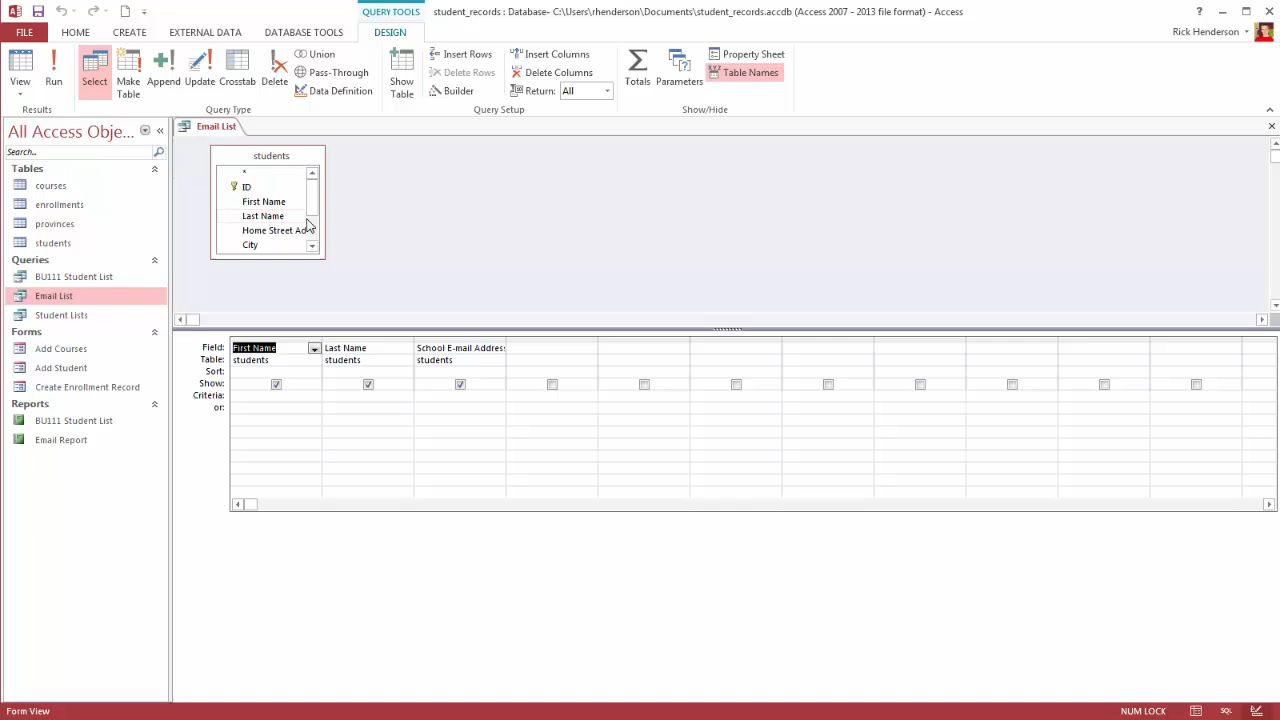 QUERY TOOLS
student_records : Database- C:\Users\rhenderson\Documents\student_records.accdb (Access 2007 - 2013 file format) - Access
?
FILE HOME CREATE EXTERNAL DATA DATABASE TOOLS DESIGN
Rick Henderson
View Run Select Make Table Append Update Crosstab Delete
Union
Pass-Through
Data Definition
Show Table
Insert Rows
Delete Rows
Builder
Insert Columns
Delete Columns
Return: All
Totals Parameters
Property Sheet
Table Names
Results Query Type Query Setup Show/Hide
All Access Obje...
Search..
Tables
courses
enrollments
provinces
students
Queries
BU111 Student List
Email List
Student Lists
Forms
Add Courses
Add Student
Create Enrollment Record
Reports
BU111 Student List
Email Report
Email List
students
*
ID
First Name
Last Name
Home Street Ad
City
Field: First Name Last Name School E-mail Address
Table: students students students
Sort:
Show:
Criteria:
or:
Form View
NUM LOCK
SQL